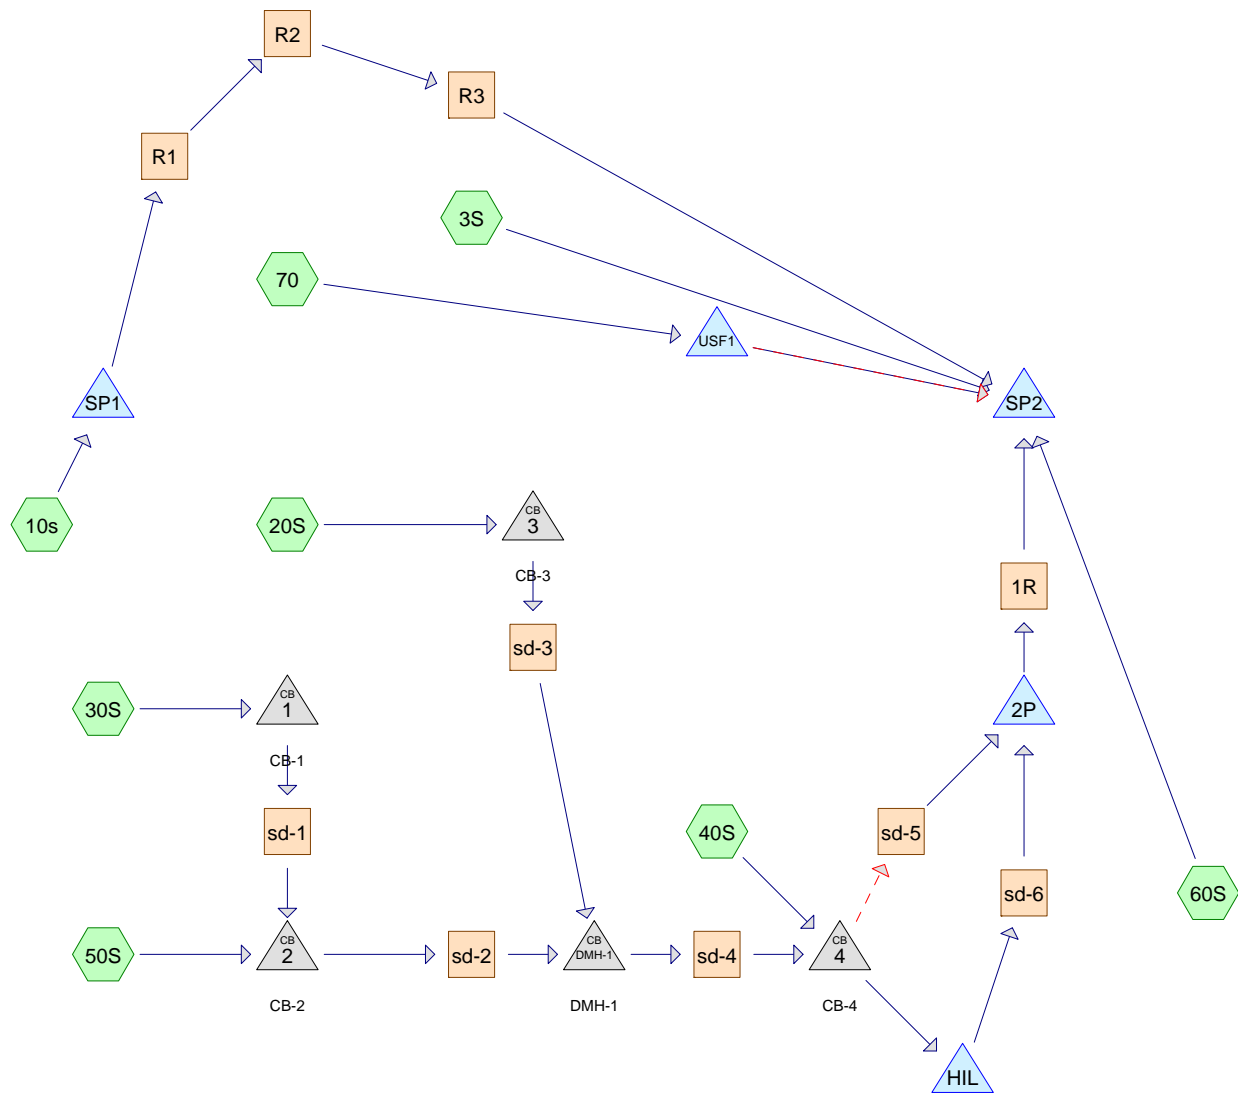 R2
R3
R1
3S
70
USF1
SP1
SP2
10s
20S
CB
3
CB-3
1R
sd-3
30S
CB
1
2P
CB-1
sd-1
40S
sd-5
sd-6
60S
50S
CB
2
sd-2
CB
DMH-1
sd-4
CB
4
CB-2
DMH-1
CB-4
HIL